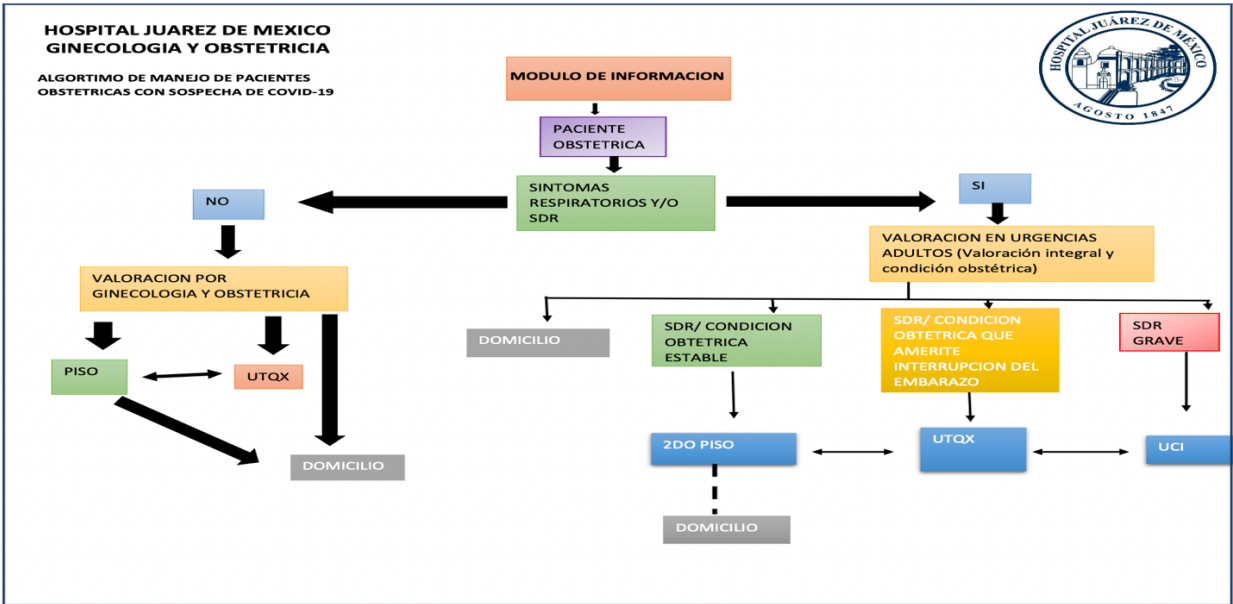 HOSPITAL JUAREZ DE MEXICO
GINECOLOGIA Y OBSTETRICIA
ALGORTIMO DE MANEJO DE PACIENTES
OBSTETRICAS CON SOSPECHA DE COVID-19
HOSPITAL JUÁREZ DE MÉXICO
AGOSTO 1847
MODULO DE INFORMACION
PACIENTE
OBSTETRICA
SINTOMAS
RESPIRATORIOS Y/O
SDR
NO
SI
VALORACION POR
GINECOLOGIA Y OBSTETRICIA
VALORACION EN URGENCIAS
ADULTOS (Valoración integral y
condición obstétrica)
PISO
UTQX
DOMICILIO
DOMICILIO
SDR/ CONDICION
OBTETRICA
ESTABLE
SDR/ CONDICION
OBTETRICA QUE
AMERITE
INTERRUPCION DEL
EMBARAZO
SDR
GRAVE
2DO PISO
UTQX
UCI
DOMICILIO